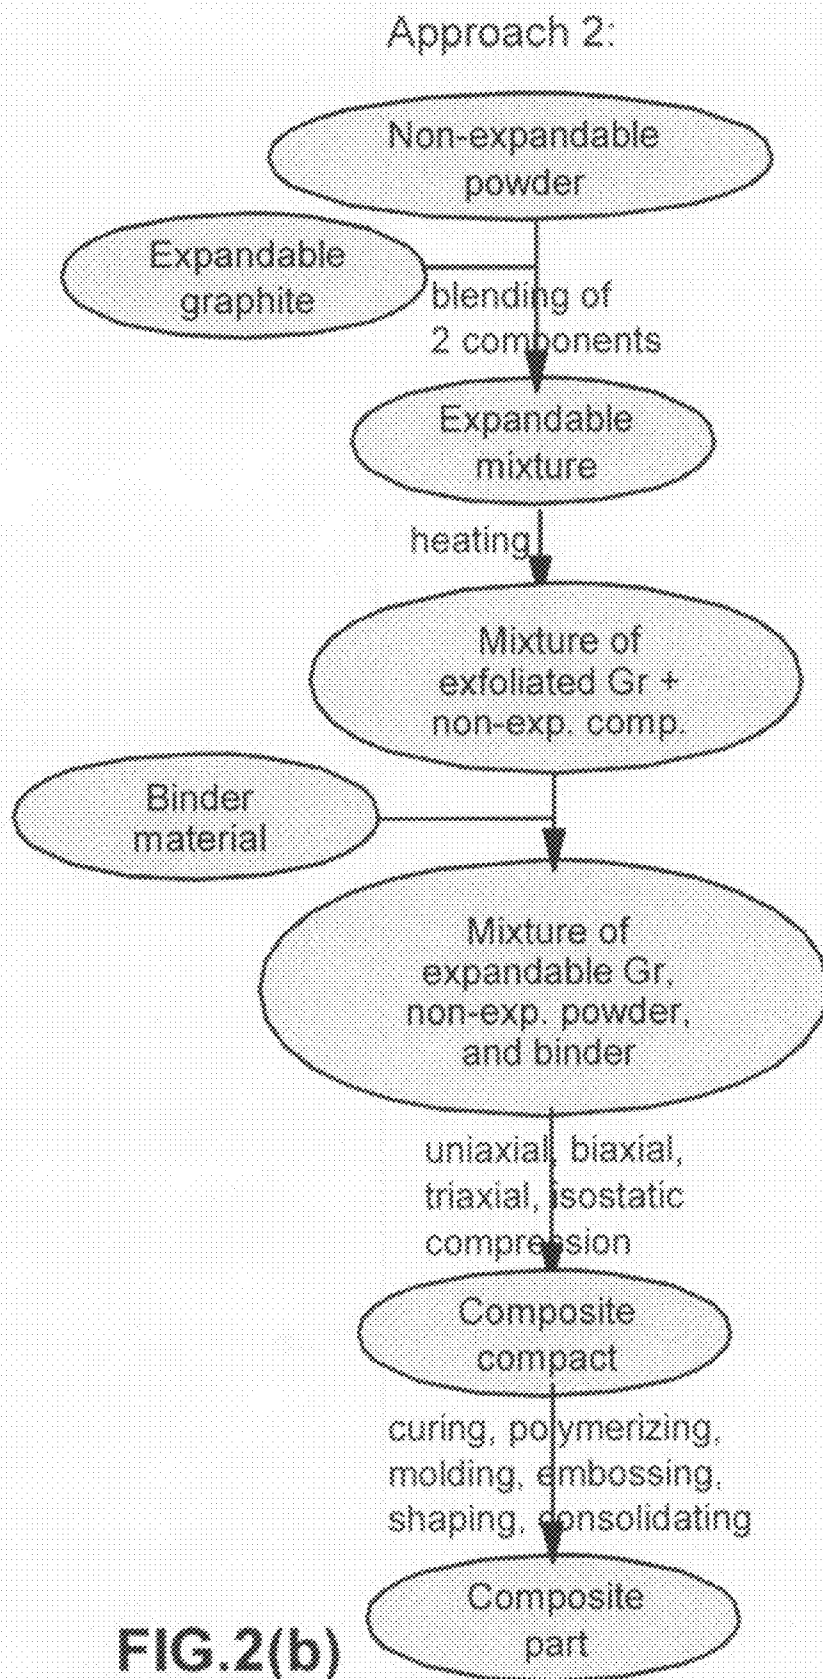 Approach 2:
Non-expandable
powder
Expandable
graphite
blending of
2 components
Expandable
mixture
heating
Mixture of
exfoliated Gr +
non-exp. comp.
Binder
material
Mixture of
expandable Gr,
non-exp. powder,
and binder
uniaxial, biaxial,
triaxial, isostatic
compression
Composite
compact
curing, polymerizing,
molding, embossing,
shaping, consolidating
Composite
part
FIG.2(b)